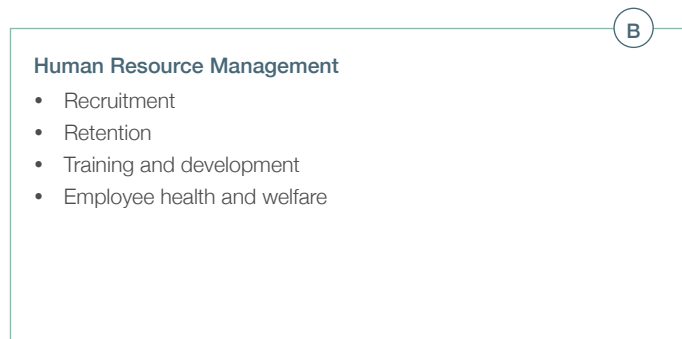 B
Human Resource Management
• Recruitment
• Retention
• Training and development
• Employee health and welfare